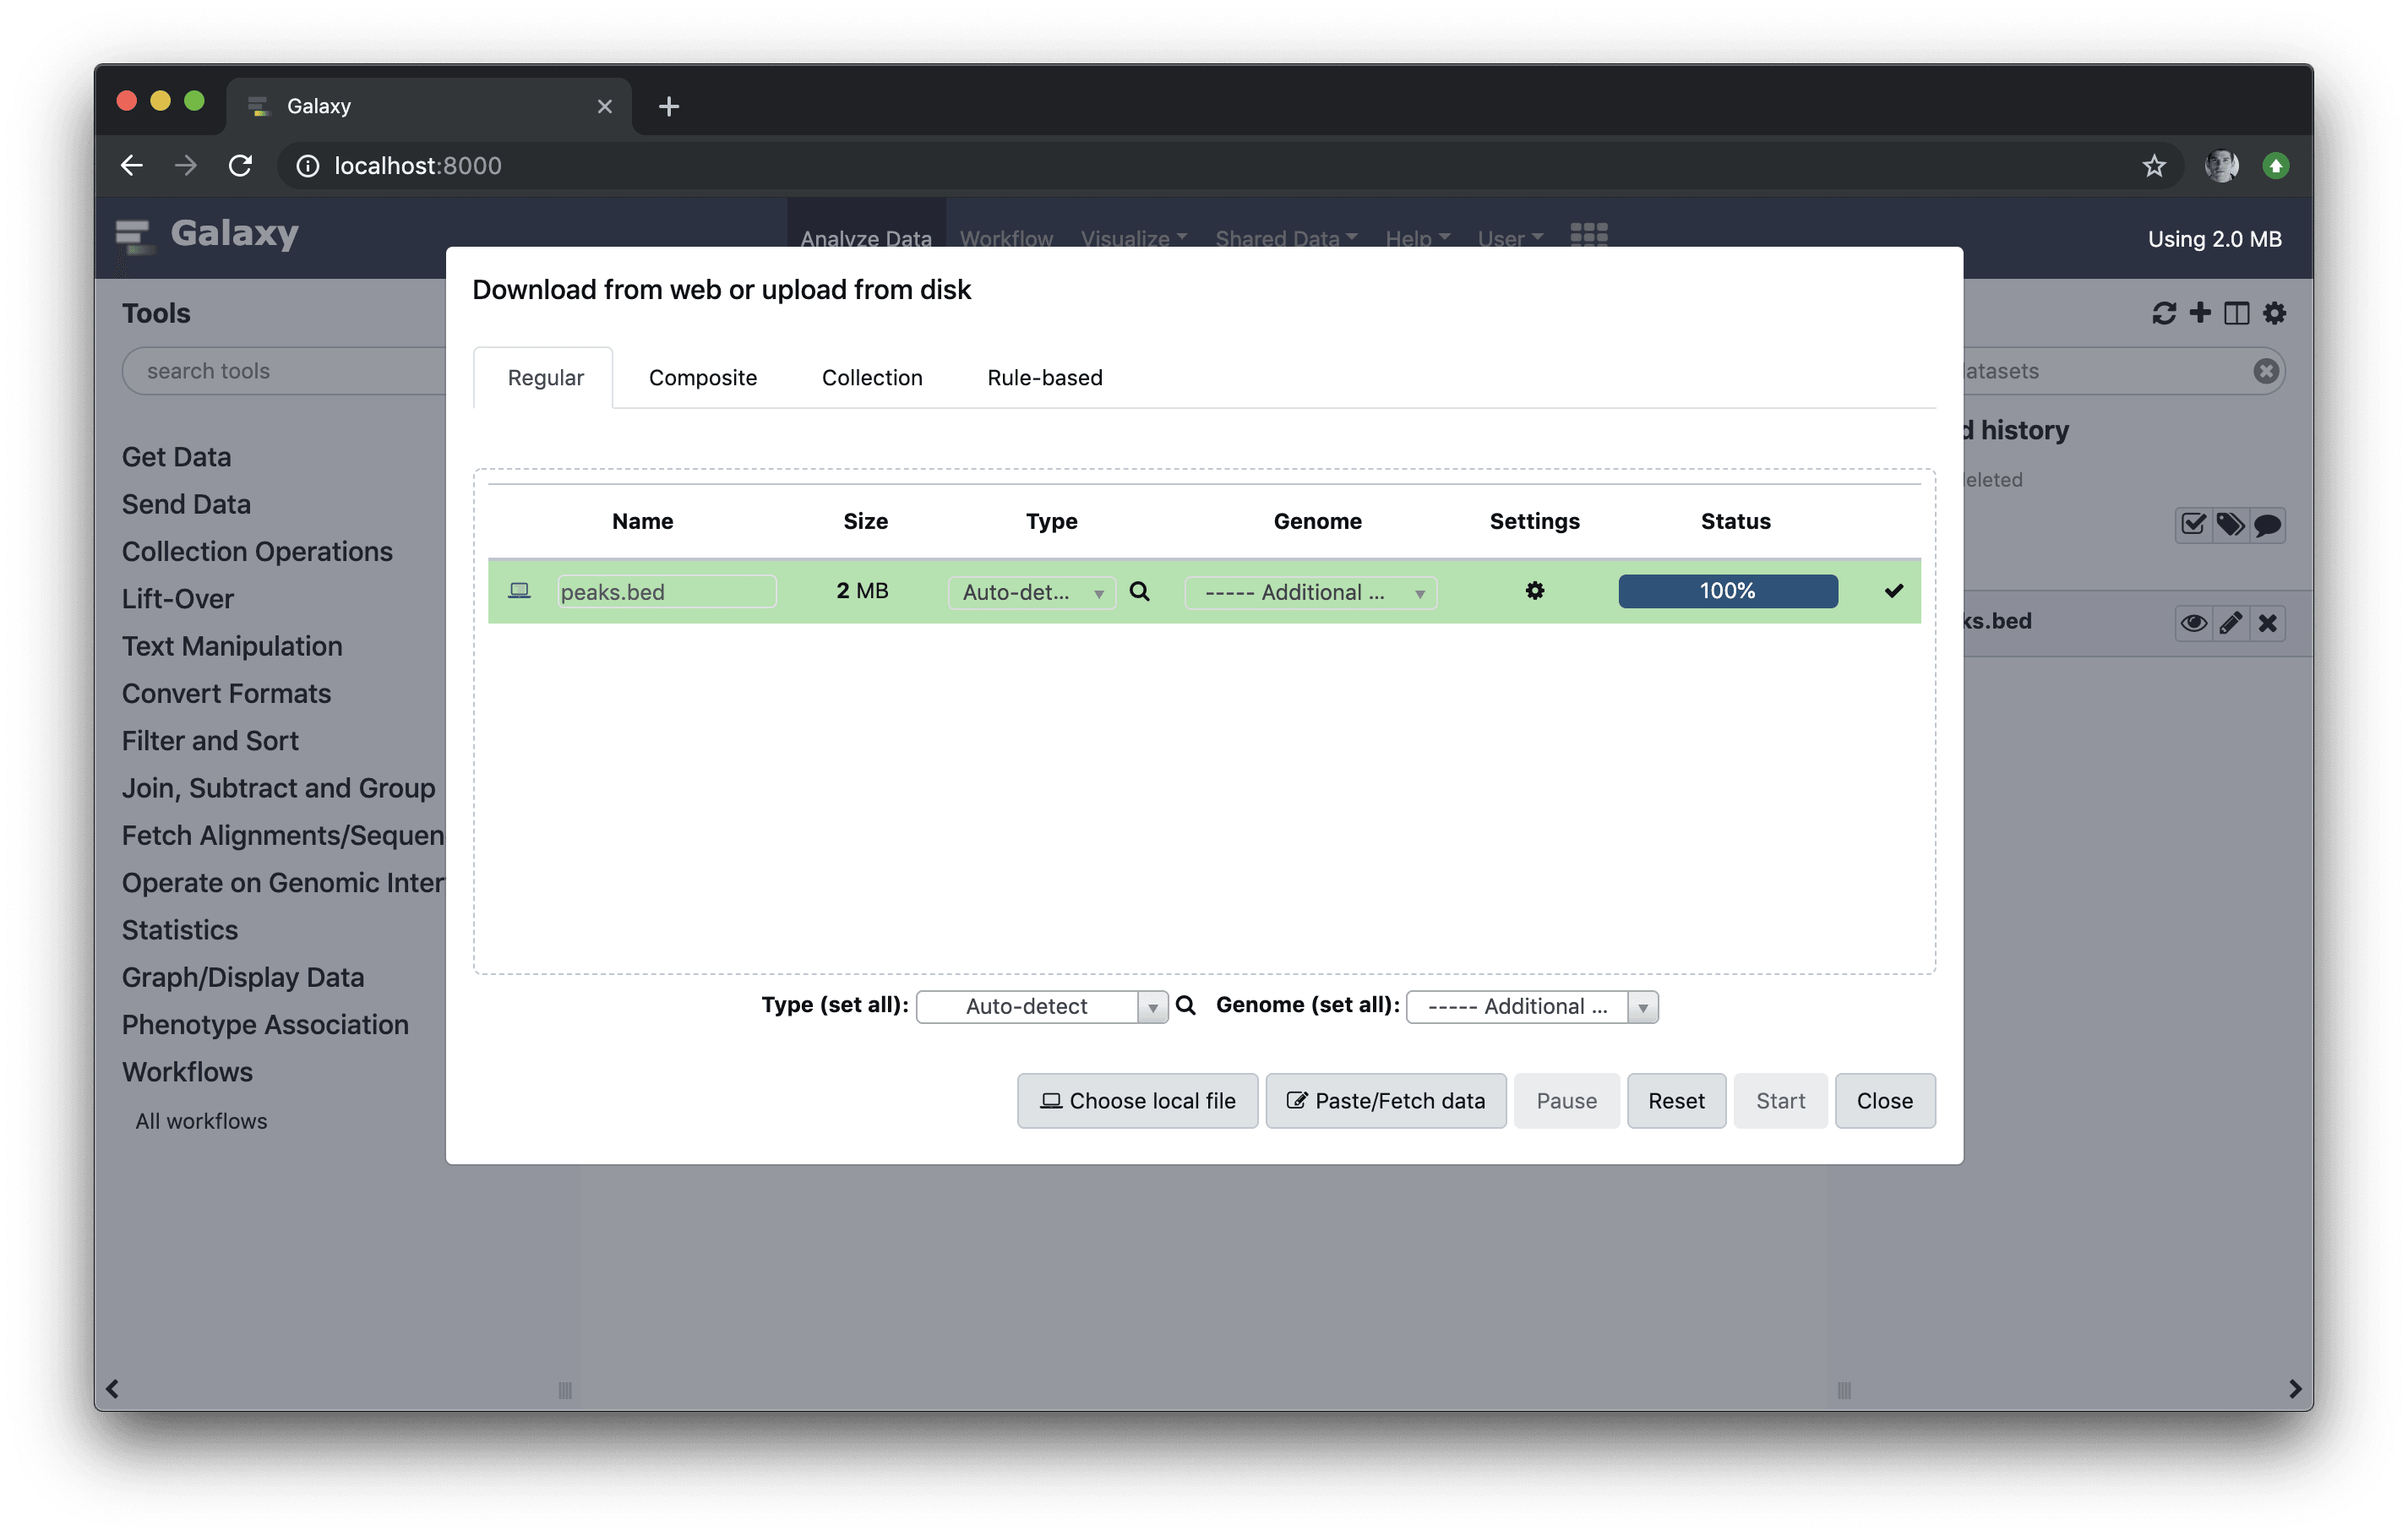 Galaxy
localhost:8000
Galaxy
Analyze Data Workflow Visualize Shared Data Help User
Using 2.0 MB
Tools
search tools
Get Data
Send Data
Collection Operations
Lift-Over
Text Manipulation
Convert Formats
Filter and Sort
Join, Subtract and Group
Fetch Alignments/Sequen
Operate on Genomic Inter
Statistics
Graph/Display Data
Phenotype Association
Workflows
All workflows
Download from web or upload from disk
Regular Composite Collection Rule-based
Name Size Type Genome Settings Status
peaks.bed 2 MB Auto-det... ----- Additional ... 100%
Type (set all): Auto-detect Genome (set all): ----- Additional ...
Choose local file Paste/Fetch data Pause Reset Start Close
atasets
d history
eleted
ks.bed